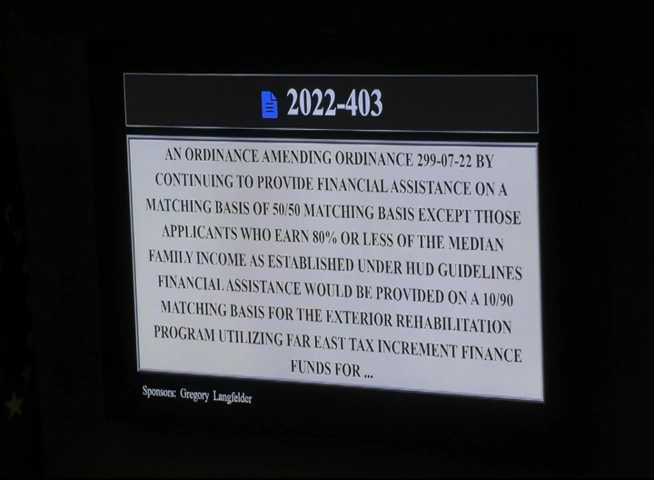 2022-403
AN ORDINANCE AMENDING ORDINANCE 299-07-22 BY
CONTINUING TO PROVIDE FINANCIAL ASSISTANCE ON A
MATCHING BASIS OF 50/50 MATCHING BASIS EXCEPT THOSE
APPLICANTS WHO EARN 80% OR LESS OF THE MEDIAN
FAMILY INCOME AS ESTABLISHED UNDER HUD GUIDELINES
FINANCIAL ASSISTANCE WOULD BE PROVIDED ON A 10/90
MATCHING BASIS FOR THE EXTERIOR REHABILITATION
PROGRAM UTILIZING FAR EAST TAX INCREMENT FINANCE
FUNDS FOR ...
Sponsors: Gregory Langfelder